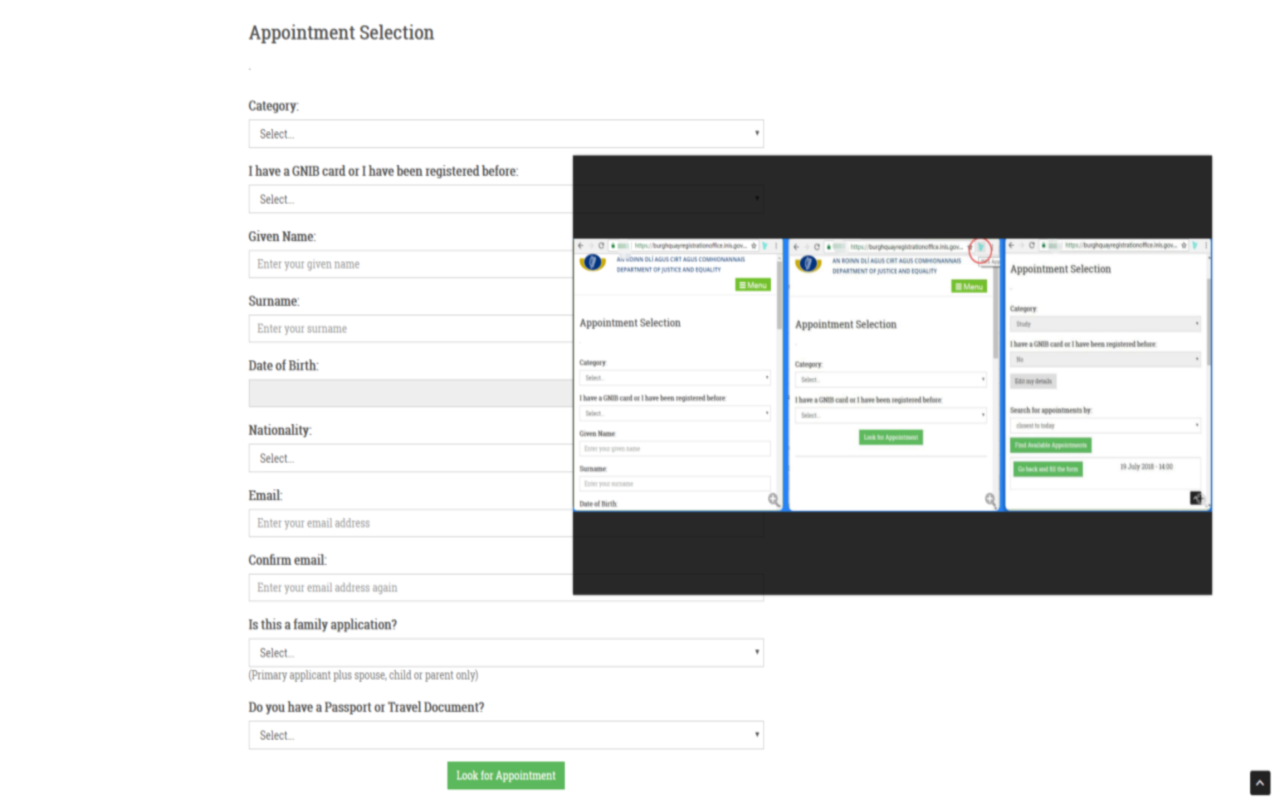 Appointment Selection
Category:
Select...
I have a GNIB card or I have been registered before:
Select...
Given Name:
Enter your given name
Surname:
Enter your surname
Date of Birth:
Nationality:
Select...
Email:
Enter your email address
Confirm email:
Enter your email address again
Is this a family application?
Select...
(Primary applicant plus spouse, child or parent only)
Do you have a Passport or Travel Document?
Select...
Look for Appointment
https://burghquayregistrationoffice.inis.gov...
AN ROINN DLÍ AGUS CIRT AGUS COMHIONANNAIS
DEPARTMENT OF JUSTICE AND EQUALITY
Menu
Appointment Selection
Category:
Select...
I have a GNIB card or I have been registered before
Select...
Given Name:
Enter your given name
Surname:
Enter your surname
Date of Birth:
https://burghquayregistrationoffice.inis.gov...
AN ROINN DLÍ AGUS CIRT AGUS COMHIONANNAIS
DEPARTMENT OF JUSTICE AND EQUALITY
Menu
Appointment Selection
Category:
Select...
I have a GNIB card or I have been registered before:
Select...
Look for Appointment
https://burghquayregistrationoffice.inis.gov...
Appointment Selection
Category:
Study
I have a GNIB card or I have been registered before:
No
Edit my details
Search for appointments by:
closest to today
Find Available Appointments
Go back and fill the form
16 July 2018 - 14:00